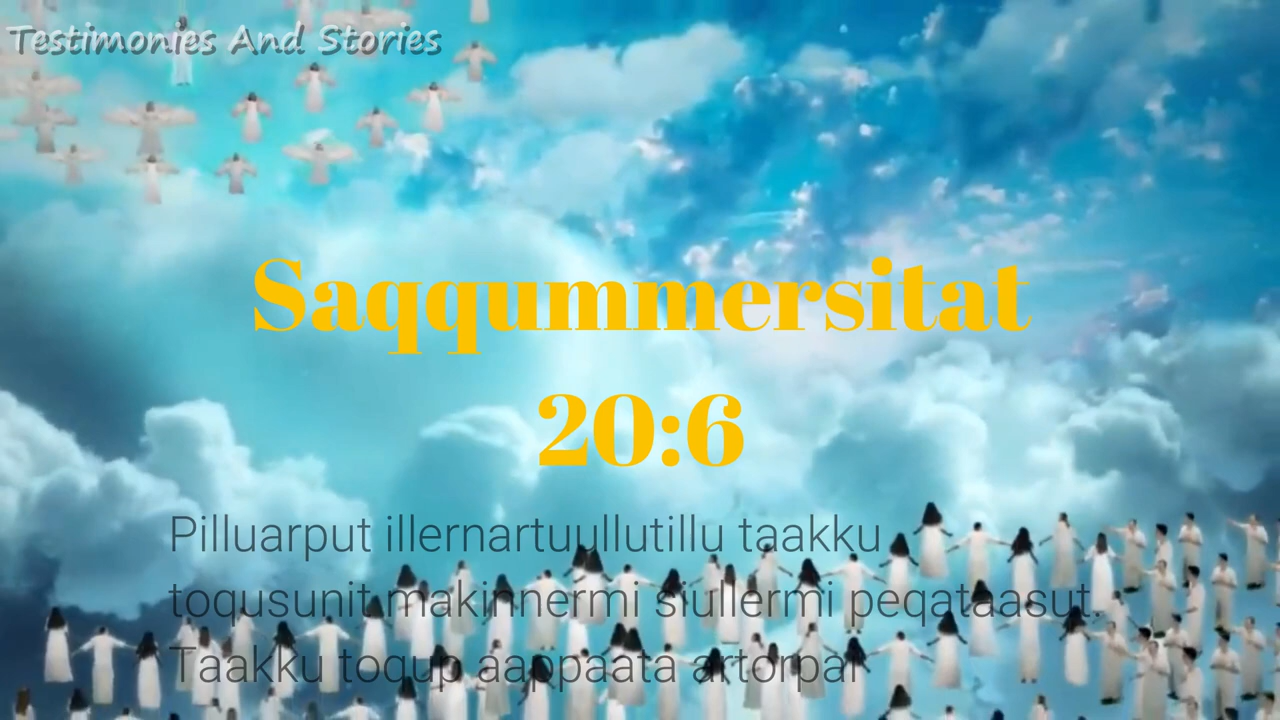 Testimonies And Stories
Saqqummersitat
20:6
Pilluarput illernartuullutillu taakku
toqusunit makinnermi siullermi peqataasut.
Taakku toqup aappaata artorpai